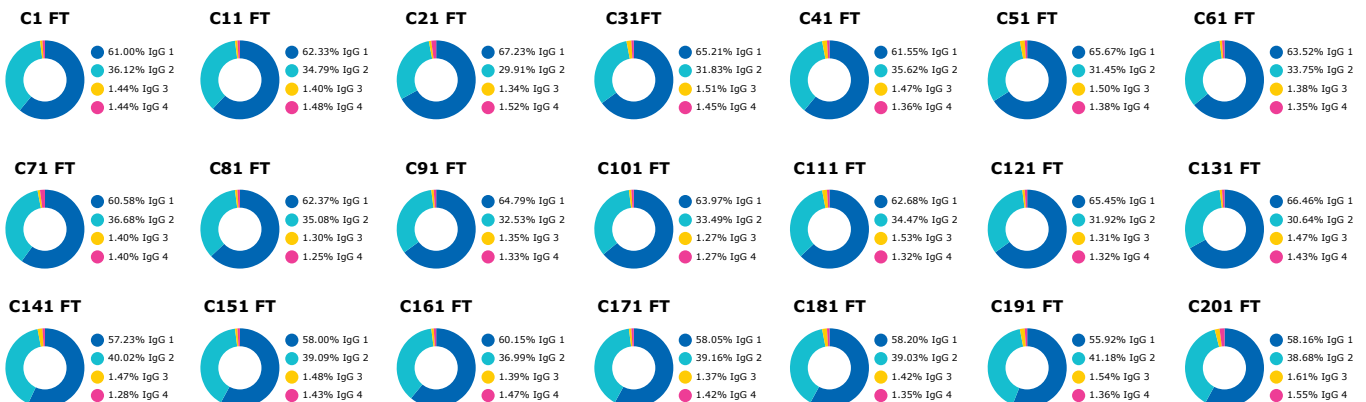 C1 FT
61.00% IgG 1
36.12% IgG 2
1.44% IgG 3
1.44% IgG 4
C11 FT
62.33% IgG 1
34.79% IgG 2
1.40% IgG 3
1.48% IgG 4
C21 FT
67.23% IgG 1
29.91% IgG 2
1.34% IgG 3
1.52% IgG 4
C31FT
65.21% IgG 1
31.83% IgG 2
1.51% IgG 3
1.45% IgG 4
C41 FT
61.55% IgG 1
35.62% IgG 2
1.47% IgG 3
1.36% IgG 4
C51 FT
65.67% IgG 1
31.45% IgG 2
1.50% IgG 3
1.38% IgG 4
C61 FT
63.52% IgG 1
33.75% IgG 2
1.38% IgG 3
1.35% IgG 4
C71 FT
60.58% IgG 1
36.68% IgG 2
1.40% IgG 3
1.40% IgG 4
C81 FT
62.37% IgG 1
35.08% IgG 2
1.30% IgG 3
1.25% IgG 4
C91 FT
64.79% IgG 1
32.53% IgG 2
1.35% IgG 3
1.33% IgG 4
C101 FT
63.97% IgG 1
33.49% IgG 2
1.27% IgG 3
1.27% IgG 4
C111 FT
62.68% IgG 1
34.47% IgG 2
1.53% IgG 3
1.32% IgG 4
C121 FT
65.45% IgG 1
31.92% IgG 2
1.31% IgG 3
1.32% IgG 4
C131 FT
66.46% IgG 1
30.64% IgG 2
1.47% IgG 3
1.43% IgG 4
C141 FT
57.23% IgG 1
40.02% IgG 2
1.47% IgG 3
1.28% IgG 4
C151 FT
58.00% IgG 1
39.09% IgG 2
1.48% IgG 3
1.43% IgG 4
C161 FT
60.15% IgG 1
36.99% IgG 2
1.39% IgG 3
1.47% IgG 4
C171 FT
58.05% IgG 1
39.16% IgG 2
1.37% IgG 3
1.42% IgG 4
C181 FT
58.20% IgG 1
39.03% IgG 2
1.42% IgG 3
1.35% IgG 4
C191 FT
55.92% IgG 1
41.18% IgG 2
1.54% IgG 3
1.36% IgG 4
C201 FT
58.16% IgG 1
38.68% IgG 2
1.61% IgG 3
1.55% IgG 4